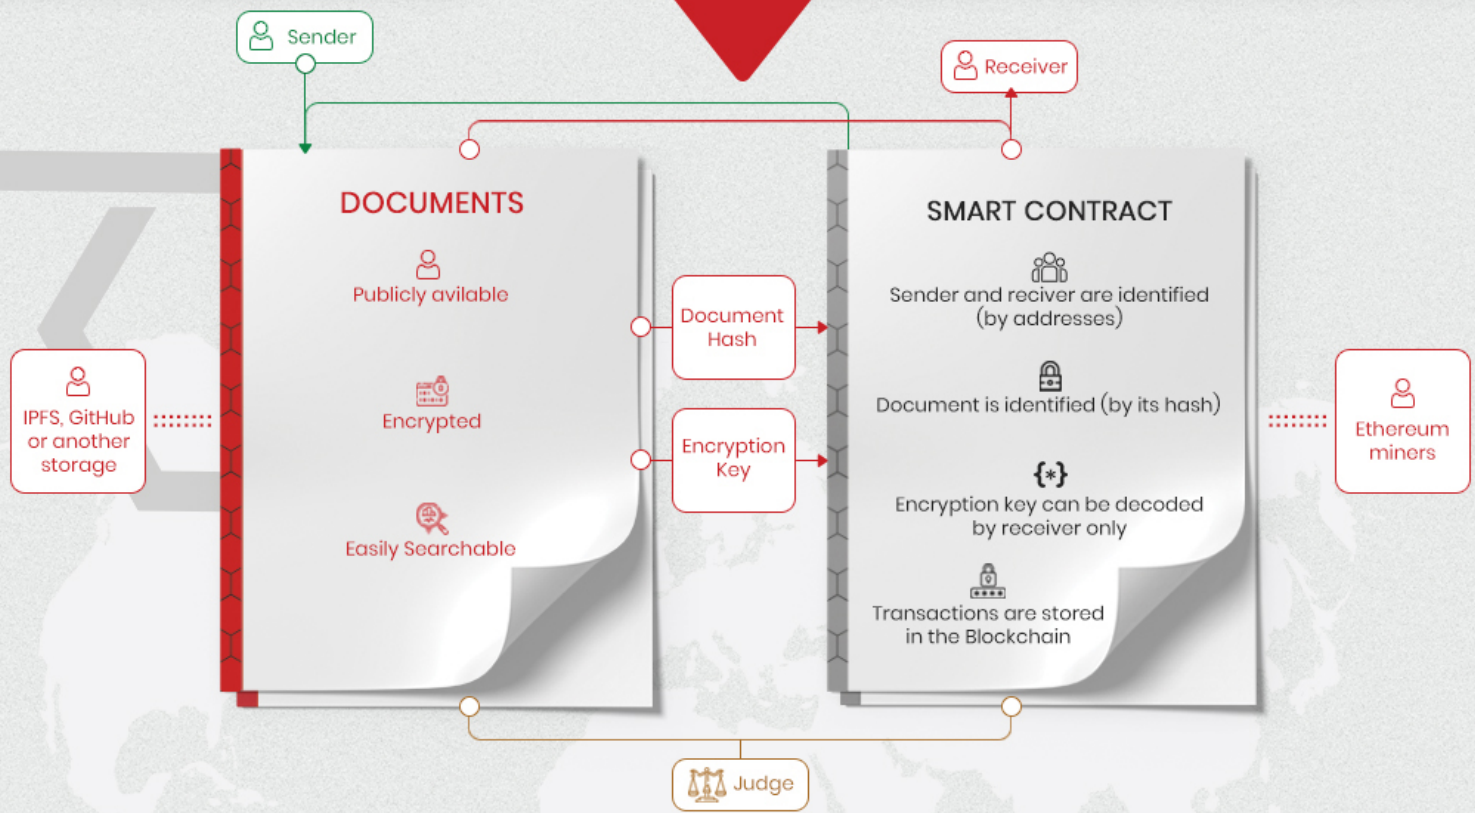 Sender
Receiver
DOCUMENTS
Publicly avilable
Encrypted
Easily Searchable
IPFS, GitHub
or another
storage
Document
Hash
Encryption
Key
SMART CONTRACT
Sender and reciver are identified
(by addresses)
Document is identified (by its hash)
{*}
Encryption key can be decoded
by receiver only
Transactions are stored
in the Blockchain
Ethereum
miners
Judge